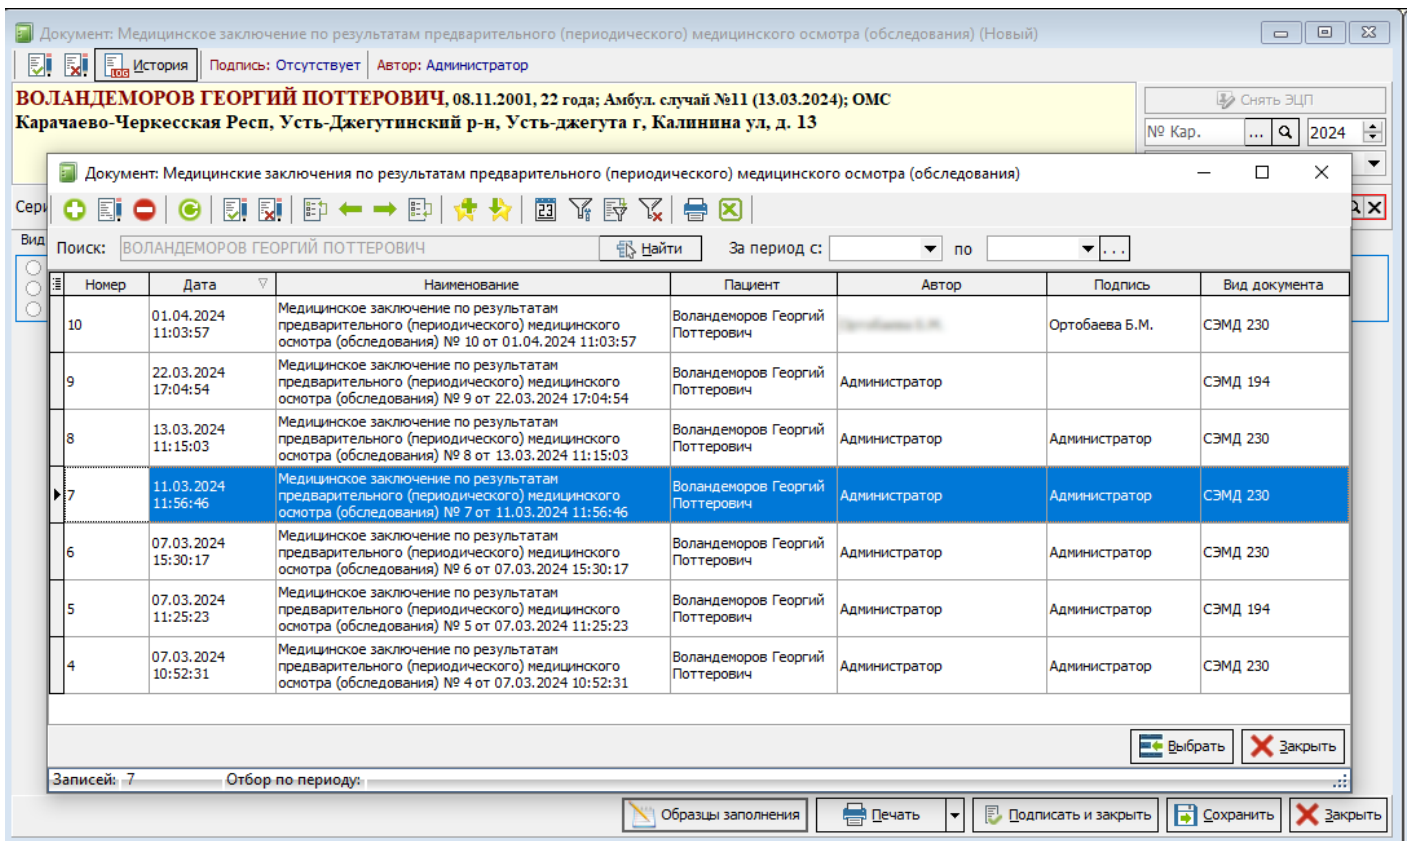 Документ: Медицинское заключение по результатам предварительного (периодического) медицинского осмотра (обследования) (Новый)
LOG История Подпись: Отсутствует Автор: Администратор
ВОЛАНДЕМОРОВ ГЕОРГИЙ ПОТТЕРОВИЧ, 08.11.2001, 22 года; Амбул. случай №11 (13.03.2024); ОМС
Карачаево-Черкесская Респ, Усть-Джегутинский р-н, Усть-джегута г, Калинина ул, д. 13
Снять ЭЦП
№ Кар. ... 2024
Документ: Медицинские заключения по результатам предварительного (периодического) медицинского осмотра (обследования)
Сери
23
Вид
Поиск: ВОЛАНДЕМОРОВ ГЕОРГИЙ ПОТТЕРОВИЧ Найти За период с: по ...
Номер Дата Наименование Пациент Автор Подпись Вид документа
10
01.04.2024
11:03:57
Медицинское заключение по результатам
предварительного (периодического) медицинского
осмотра (обследования) № 10 от 01.04.2024 11:03:57
Воландеморов Георгий
Поттерович
Ортобаева Б.М.
СЭМД 230
9
22.03.2024
17:04:54
Медицинское заключение по результатам
предварительного (периодического) медицинского
осмотра (обследования) № 9 от 22.03.2024 17:04:54
Воландеморов Георгий
Поттерович
Администратор
СЭМД 194
8
13.03.2024
11:15:03
Медицинское заключение по результатам
предварительного (периодического) медицинского
осмотра (обследования) № 8 от 13.03.2024 11:15:03
Воландеморов Георгий
Поттерович
Администратор
Администратор
СЭМД 230
7
11.03.2024
11:56:46
Медицинское заключение по результатам
предварительного (периодического) медицинского
осмотра (обследования) № 7 от 11.03.2024 11:56:46
Воландеморов Георгий
Поттерович
Администратор
Администратор
СЭМД 230
6
07.03.2024
15:30:17
Медицинское заключение по результатам
предварительного (периодического) медицинского
осмотра (обследования) № 6 от 07.03.2024 15:30:17
Воландеморов Георгий
Поттерович
Администратор
Администратор
СЭМД 230
5
07.03.2024
11:25:23
Медицинское заключение по результатам
предварительного (периодического) медицинского
осмотра (обследования) № 5 от 07.03.2024 11:25:23
Воландеморов Георгий
Поттерович
Администратор
Администратор
СЭМД 194
4
07.03.2024
10:52:31
Медицинское заключение по результатам
предварительного (периодического) медицинского
осмотра (обследования) № 4 от 07.03.2024 10:52:31
Воландеморов Георгий
Поттерович
Администратор
Администратор
СЭМД 230
Выбрать Закрыть
Записей: 7 Отбор по периоду:
Образцы заполнения Печать Подписать и закрыть Сохранить Закрыть